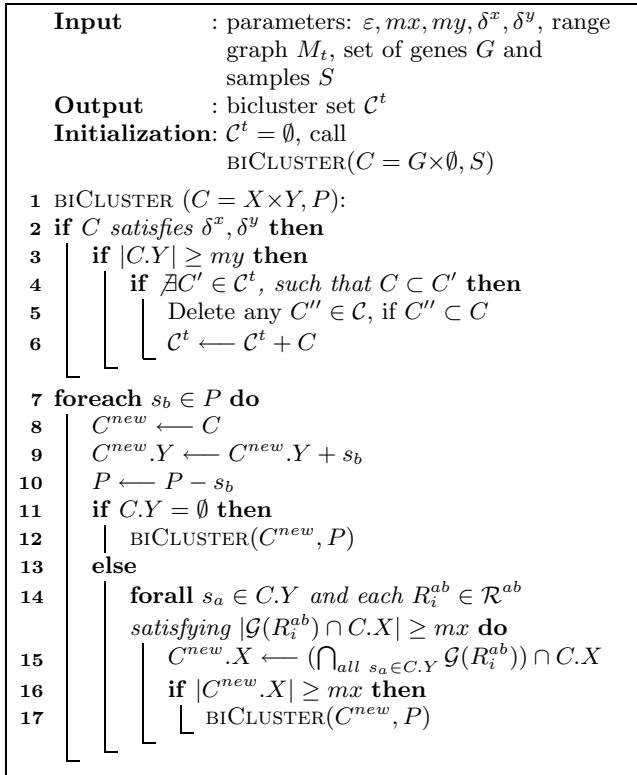 Input : parameters: ε, mx, my, δ^x, δ^y, range
graph M_t, set of genes G and
samples S
Output : bicluster set 𝒞^t
Initialization: 𝒞^t = ∅, call
BICLUSTER(C = G×∅, S)
1 BICLUSTER (C = X×Y, P):
2 if C satisfies δ^x, δ^y then
3 if |C.Y| ≥ my then
4 if ∄C′ ∈ 𝒞^t, such that C ⊂ C′ then
5 Delete any C′′ ∈ 𝒞, if C′′ ⊂ C
6 𝒞^t ⟵ 𝒞^t + C
7 foreach s_b ∈ P do
8 C^new ⟵ C
9 C^new.Y ⟵ C^new.Y + s_b
10 P ⟵ P − s_b
11 if C.Y = ∅ then
12 BICLUSTER(C^new, P)
13 else
14 forall s_a ∈ C.Y and each R_i^ab ∈ ℛ^ab
satisfying |𝒢(R_i^ab) ∩ C.X| ≥ mx do
15 C^new.X ⟵ (⋂_{all s_a∈C.Y} 𝒢(R_i^ab)) ∩ C.X
16 if |C^new.X| ≥ mx then
17 BICLUSTER(C^new, P)